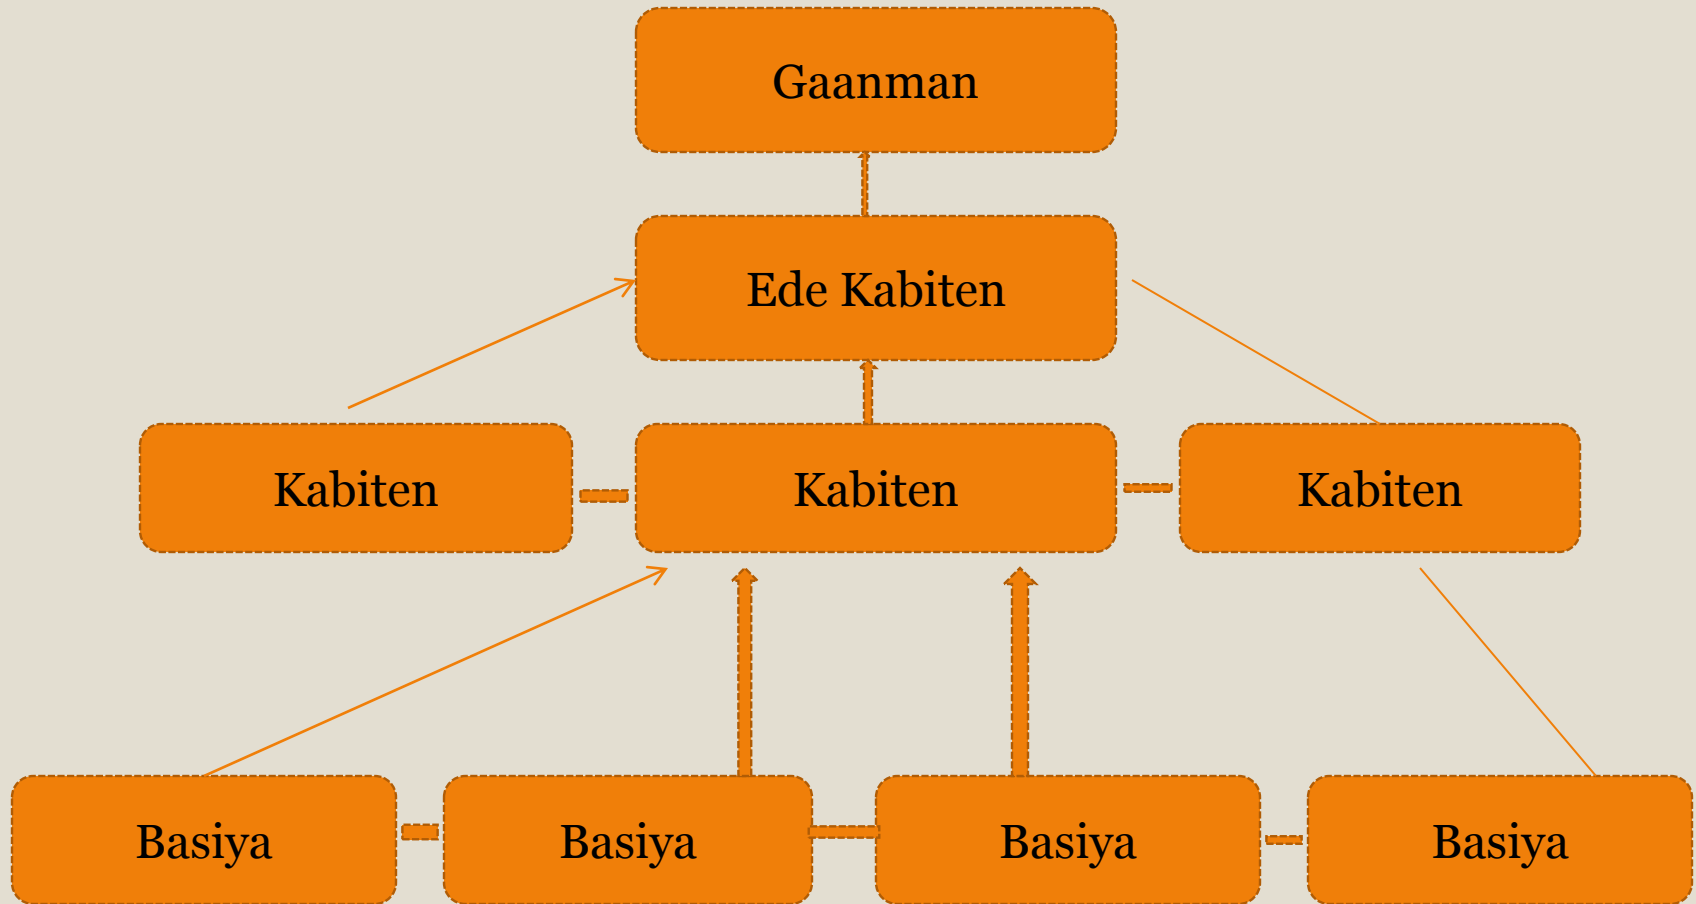 Gaanman
Ede Kabiten
Kabiten
Kabiten
Kabiten
Basiya
Basiya
Basiya
Basiya